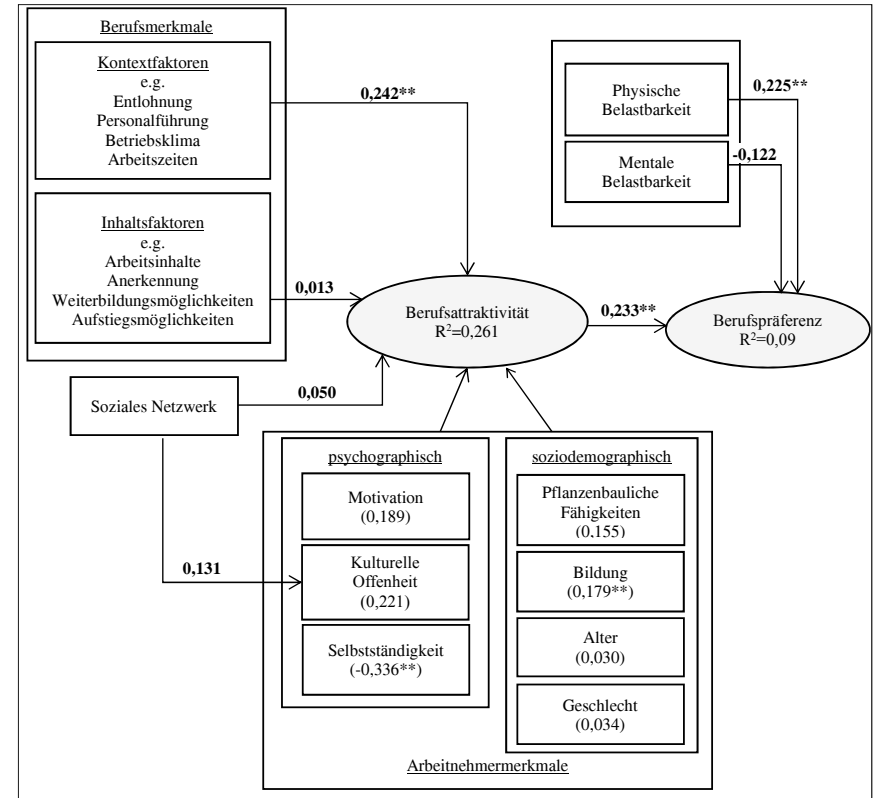 Berufsmerkmale
Kontextfaktoren
e.g.
Entlohnung
Personalführung
Betriebsklima
Arbeitszeiten
0,242**
Inhaltsfaktoren
e.g.
Arbeitsinhalte
Anerkennung
Weiterbildungsmöglichkeiten
Aufstiegsmöglichkeiten
0,013
Physische
Belastbarkeit
0,225**
Mentale
Belastbarkeit
-0,122
Berufsattraktivität
R²=0,261
0,233**
Berufspräferenz
R²=0,09
Soziales Netzwerk
0,050
0,131
psychographisch
Motivation
(0,189)
Kulturelle
Offenheit
(0,221)
Selbstständigkeit
(-0,336**)
soziodemographisch
Pflanzenbauliche
Fähigkeiten
(0,155)
Bildung
(0,179**)
Alter
(0,030)
Geschlecht
(0,034)
Arbeitnehmermerkmale